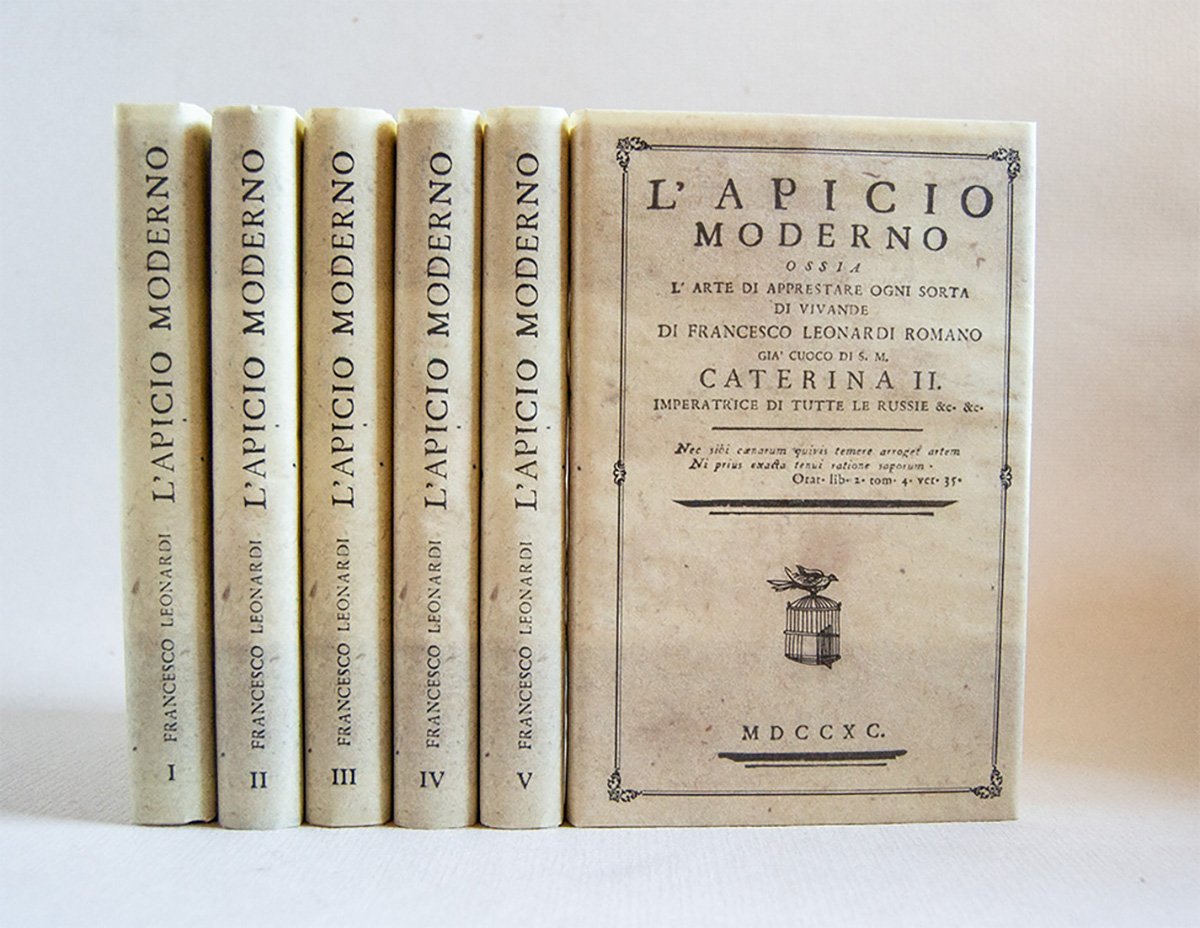 I FRANCESCO LEONARDI L'APICIO MODERNO
II FRANCESCO LEONARDI L'APICIO MODERNO
III FRANCESCO LEONARDI L'APICIO MODERNO
IV FRANCESCO LEONARDI L'APICIO MODERNO
V FRANCESCO LEONARDI L'APICIO MODERNO
L'APICIO
MODERNO
OSSIA
L'ARTE DI APPRESTARE OGNI SORTA
DI VIVANDE
DI FRANCESCO LEONARDI ROMANO
GIA' CUOCO DI S. M.
CATERINA II.
IMPERATRICE DI TUTTE LE RUSSIE &c. &c.
Nec sibi cænarum quivis temere arroget artem
Ni prius exacta tenui ratione saporum.
Orat. lib. 2. tom. 4. ver. 35.
MDCCXC.